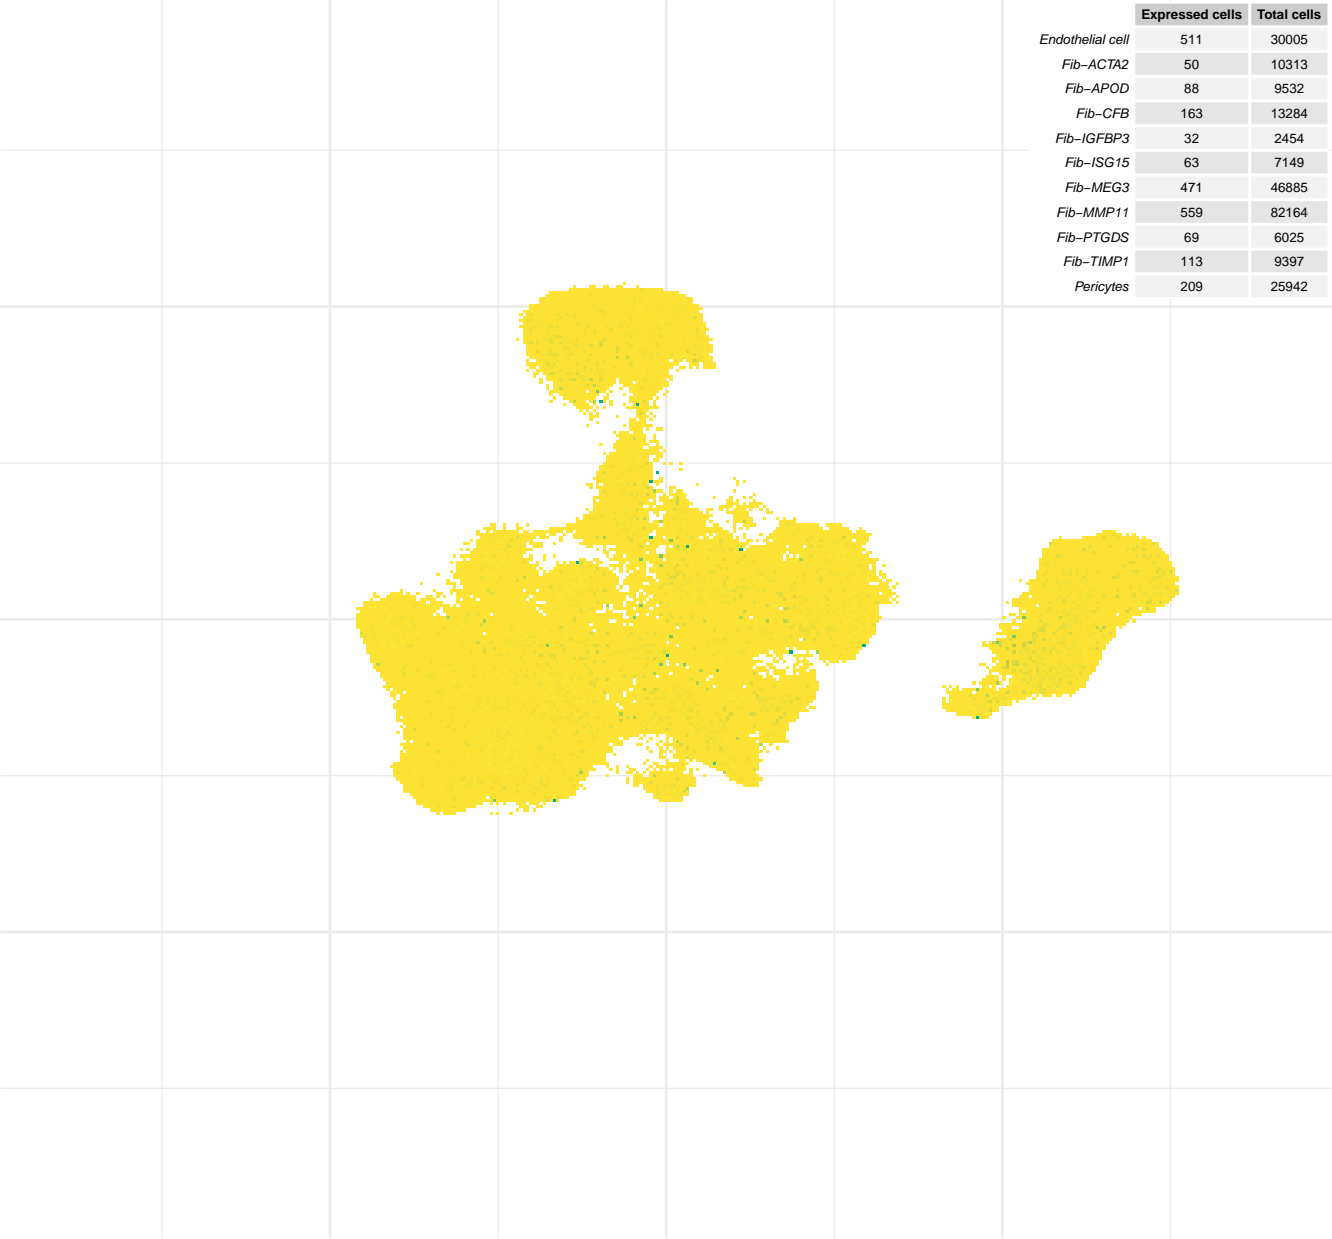 Expressed cells Total cells
Endothelial cell 511 30005
Fib−ACTA2 50 10313
Fib−APOD 88 9532
Fib−CFB 163 13284
Fib−IGFBP3 32 2454
Fib−ISG15 63 7149
Fib−MEG3 471 46885
Fib−MMP11 559 82164
Fib−PTGDS 69 6025
Fib−TIMP1 113 9397
Pericytes 209 25942